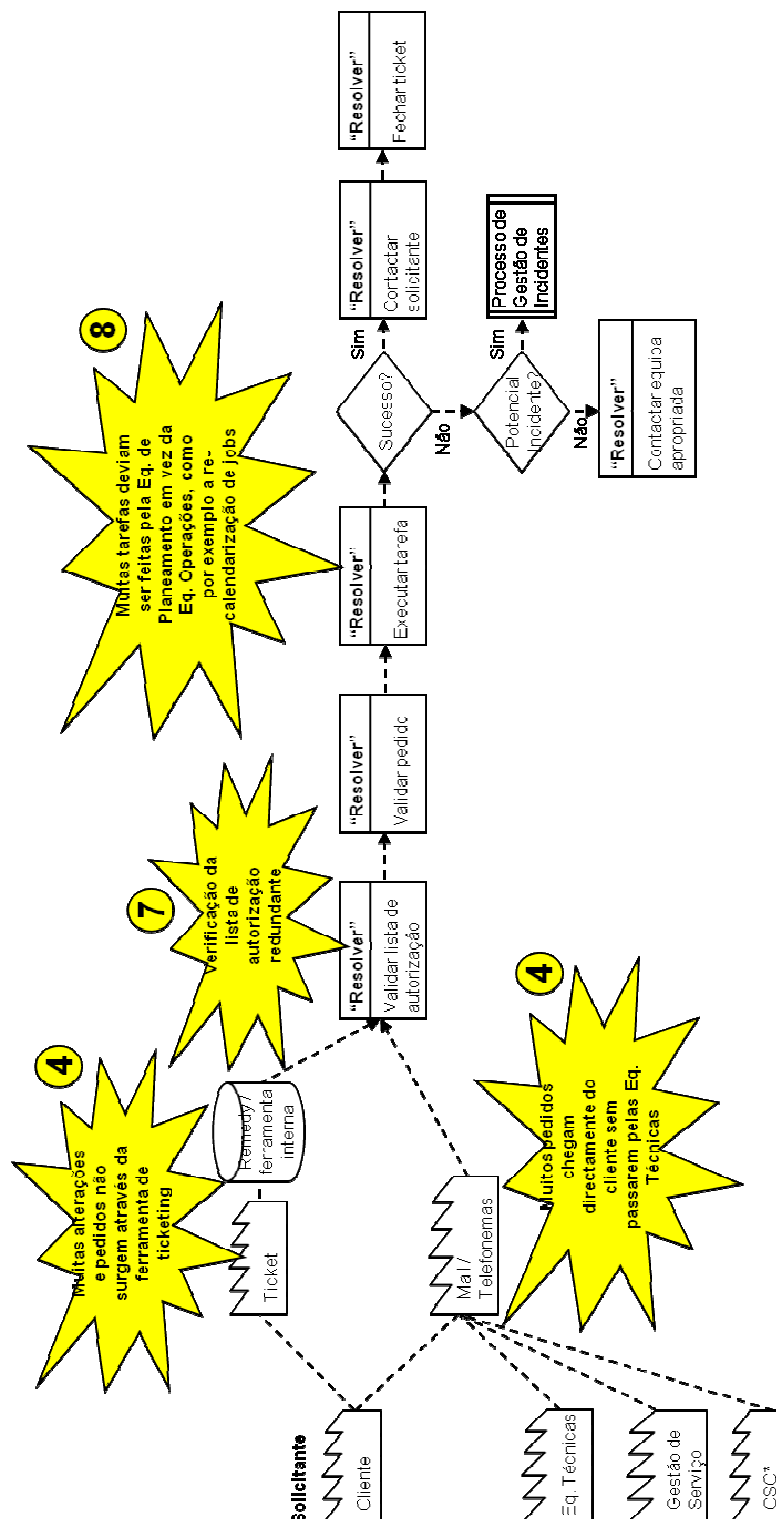 solicitante
Cliente
Eq. Técnicas
Gestão de
Serviço
CSC*
Ticket
Mail /
Telefonemas
Remedy /
ferramenta
interna
4
Muitas alterações
e pedidos não
surgem através da
ferramenta de
ticketing
4
Muitos pedidos
chegam
directamente do
cliente sem
passarem pelas Eq.
Técnicas
7
Verificação da
lista de
autorização
redundante
"Resolver"
Validar lista de
autorização
"Resolver"
Validar pedido
8
Muitas tarefas deviam
ser feitas pela Eq. de
Planeamento em vez da
Eq. Operações, como
por exemplo a re-
calendarização de jobs
"Resolver"
Executar tarefa
Sucesso?
Sim
Não
"Resolver"
Contactar
solicitante
"Resolver"
Fechar ticket
Potencial
Incidente?
Sim
Não
Processo de
Gestão de
Incidentes
"Resolver"
Contactar equipa
apropriada